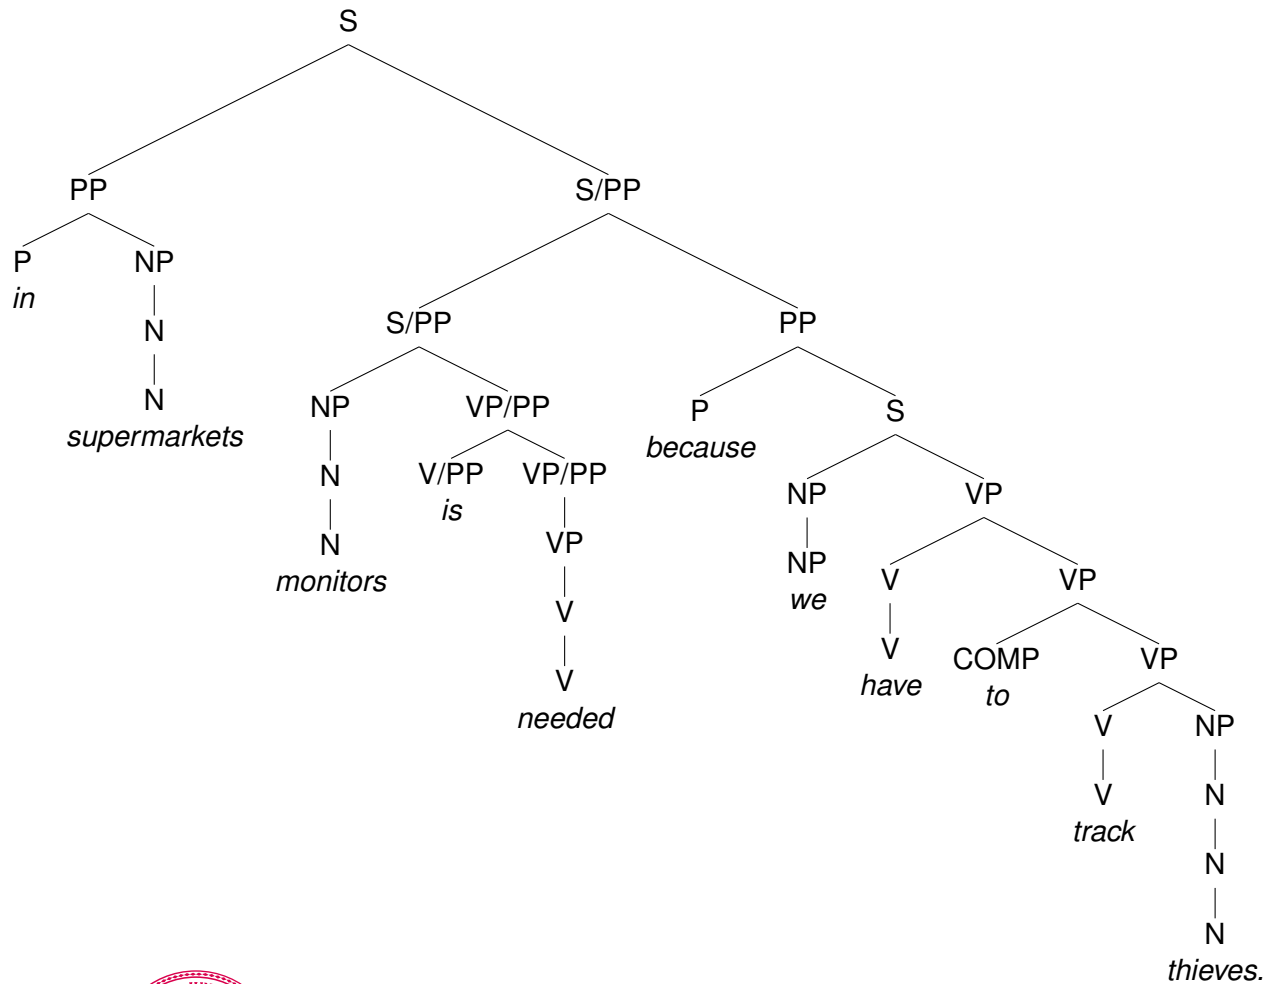 S
PP S/PP
P NP S/PP PP
in
N NP VP/PP P S
N because
supermarkets N V/PP VP/PP NP VP
is
N VP NP V VP
monitors we
V V COMP VP
have to
V V NP
needed
V N
track
N
N
thieves.